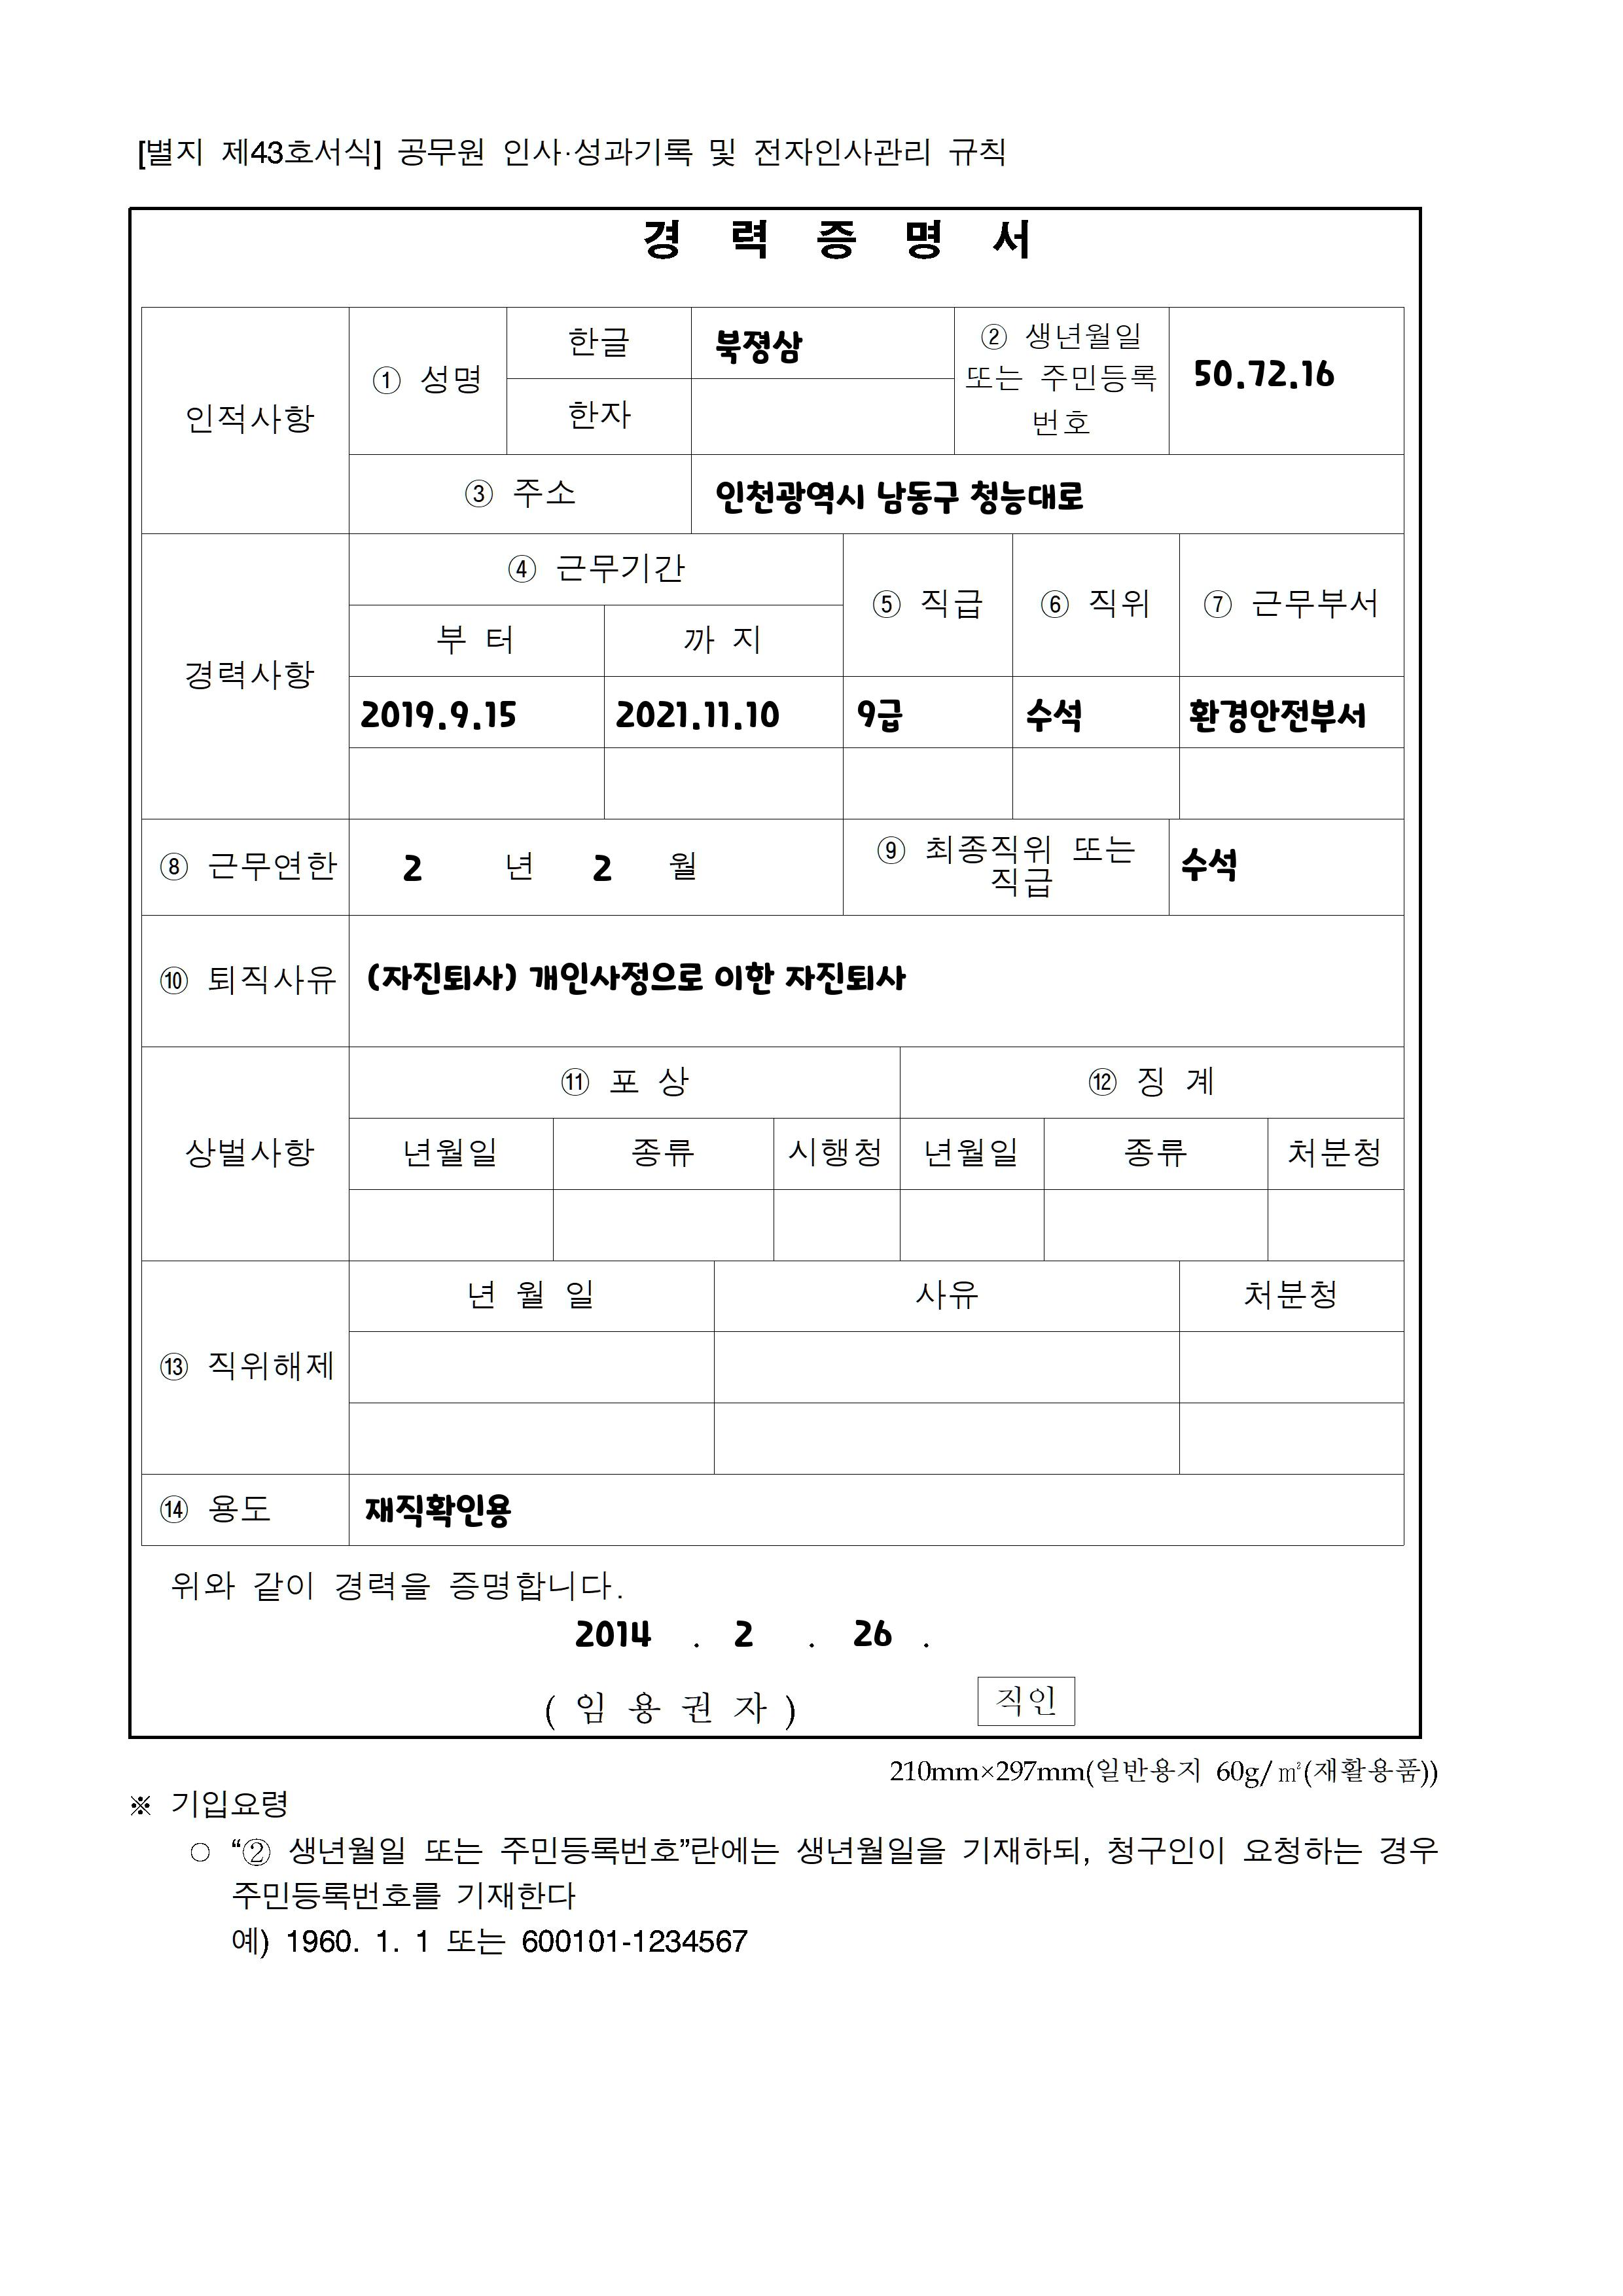 [별지 제43호서식] 공무원 인사·성과기록 및 전자인사관리 규칙
경 력 증 명 서
인적사항
① 성명
한글
북졍삼
② 생년월일
또는 주민등록
번호
50.72.16
한자
③ 주소
인천광역시 남동구 청능대로
경력사항
④ 근무기간
⑤ 직급
⑥ 직위
⑦ 근무부서
부 터
까 지
2019.9.15
2021.11.10
9급
수석
환경안전부서
⑧ 근무연한
2 년 2 월
⑨ 최종직위 또는
직급
수석
⑩ 퇴직사유
(자진퇴사) 개인사정으로 이한 자진퇴사
상벌사항
⑪ 포 상
⑫ 징 계
년월일
종류
시행청
년월일
종류
처분청
⑬ 직위해제
년 월 일
사유
처분청
⑭ 용도
재직확인용
위와 같이 경력을 증명합니다.
2014 . 2 . 26 .
( 임 용 권 자 )
직인
210mm×297mm(일반용지 60g/㎡(재활용품))
※ 기입요령
○ “② 생년월일 또는 주민등록번호”란에는 생년월일을 기재하되, 청구인이 요청하는 경우
주민등록번호를 기재한다
예) 1960. 1. 1 또는 600101-1234567